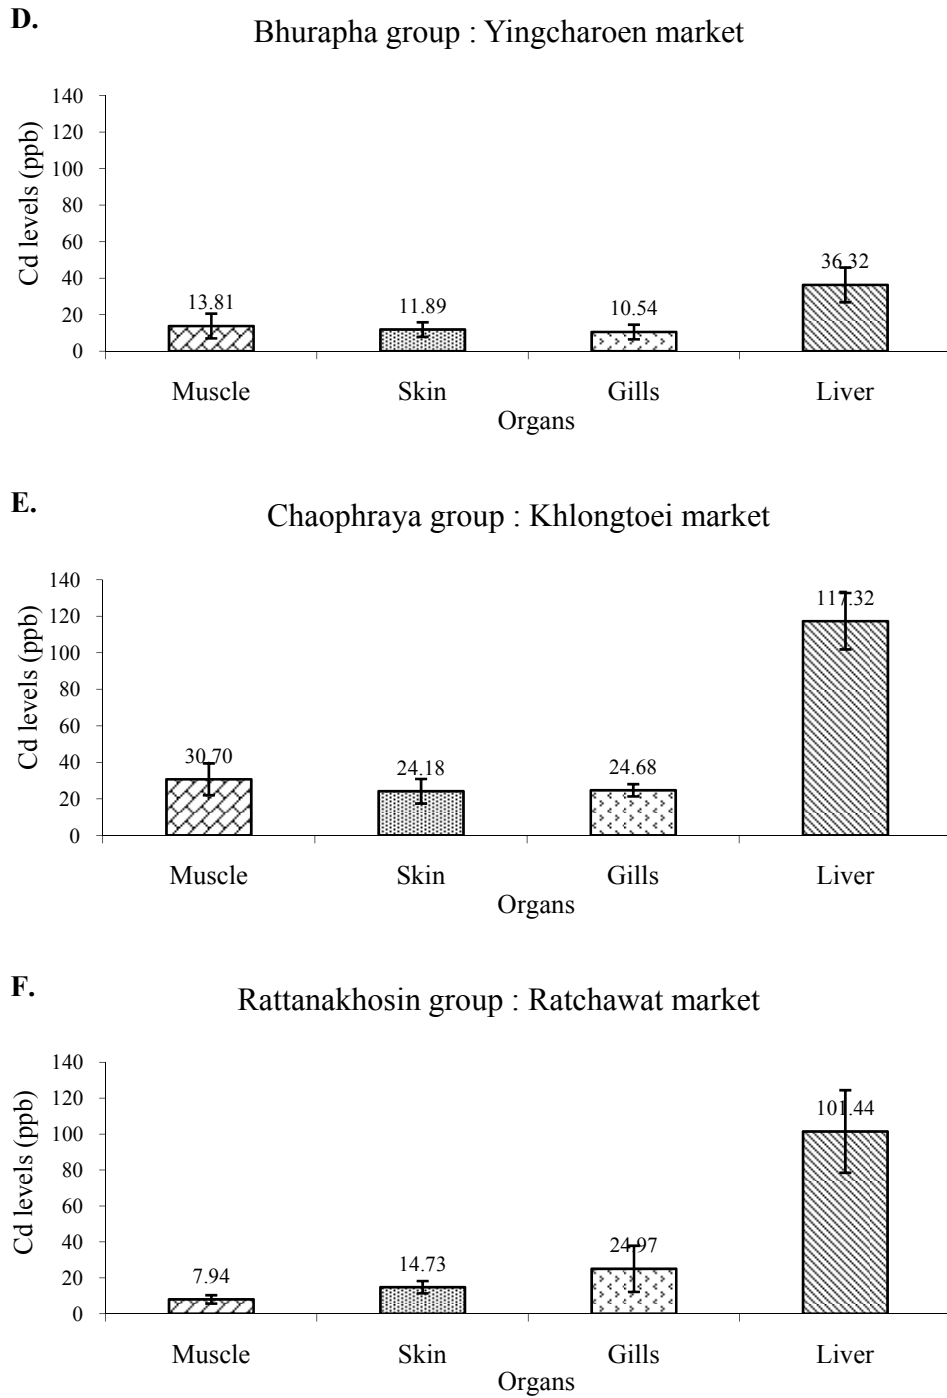 D.
Bhurapha group : Yingcharoen market
140
120
100
80
60
40
20
0
Cd levels (ppb)
13.81
11.89
10.54
36.32
Muscle Skin Gills Liver
Organs
E.
Chaophraya group : Khlongtoei market
140
120
100
80
60
40
20
0
Cd levels (ppb)
30.70
24.18
24.68
117.32
Muscle Skin Gills Liver
Organs
F.
Rattanakhosin group : Ratchawat market
140
120
100
80
60
40
20
0
Cd levels (ppb)
7.94
14.73
24.97
101.44
Muscle Skin Gills Liver
Organs